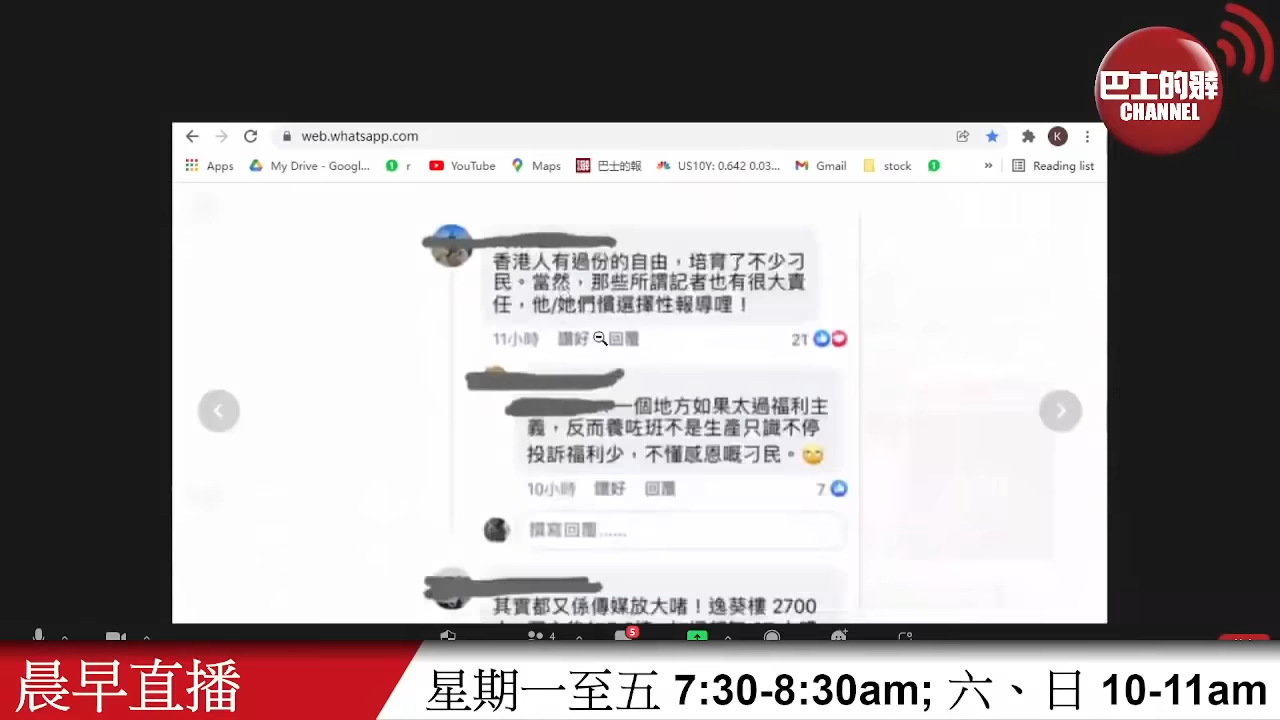 巴士的報
CHANNEL
web.whatsapp.com
K
Apps
My Drive - Googl...
r
YouTube
Maps
巴士的報
US10Y: 0.642 0.03...
Gmail
stock
»
Reading list
香港人有過份的自由，培育了不少刁
民。當然，那些所謂記者也有很大責
任，他/她們慣選擇性報導哩！
11小時 讚好 回覆 21
一個地方如果太過福利主
義，反而養咗班不是生產只識不停
投訴福利少，不懂感恩嘅刁民。
10小時 讚好 回覆 7
撰寫回覆......
其實都又係傳媒放大啫！逸葵樓 2700
4
5
晨早直播
星期一至五 7:30-8:30am; 六、日 10-11am